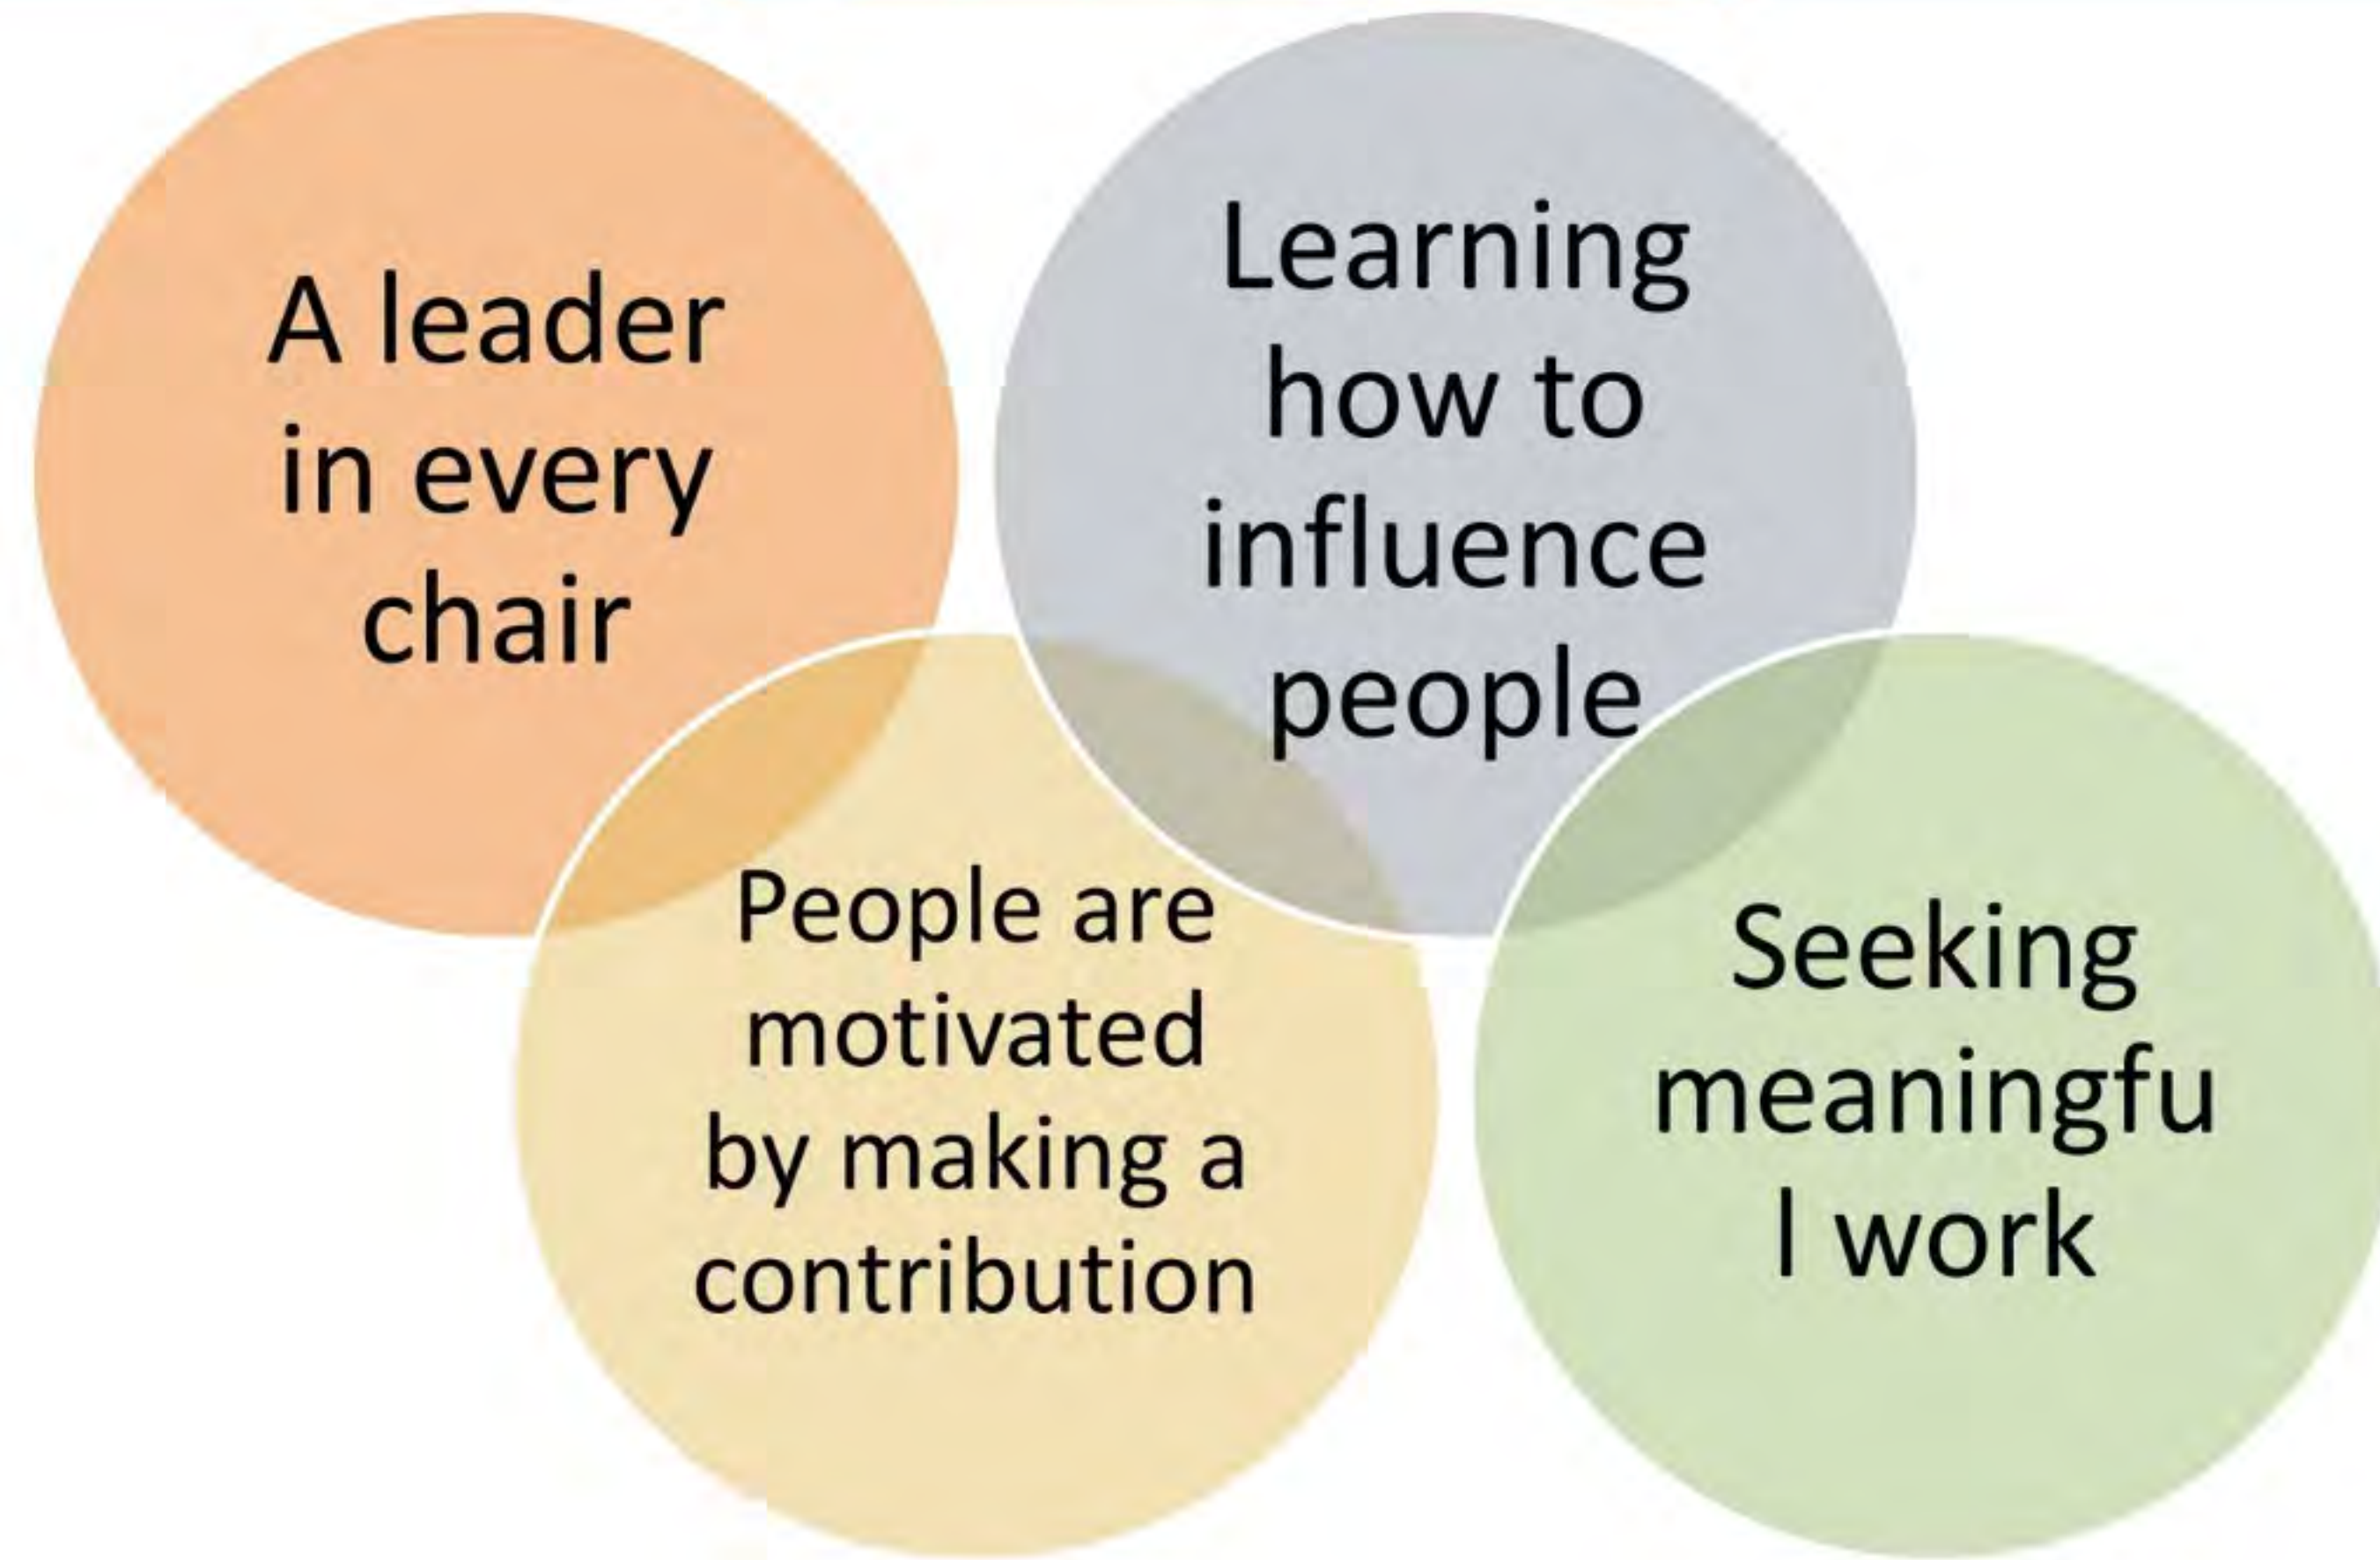 A leader
in every
chair
Learning
how to
influence
people
People are
motivated
by making a
contribution
Seeking
meaningfu
l work